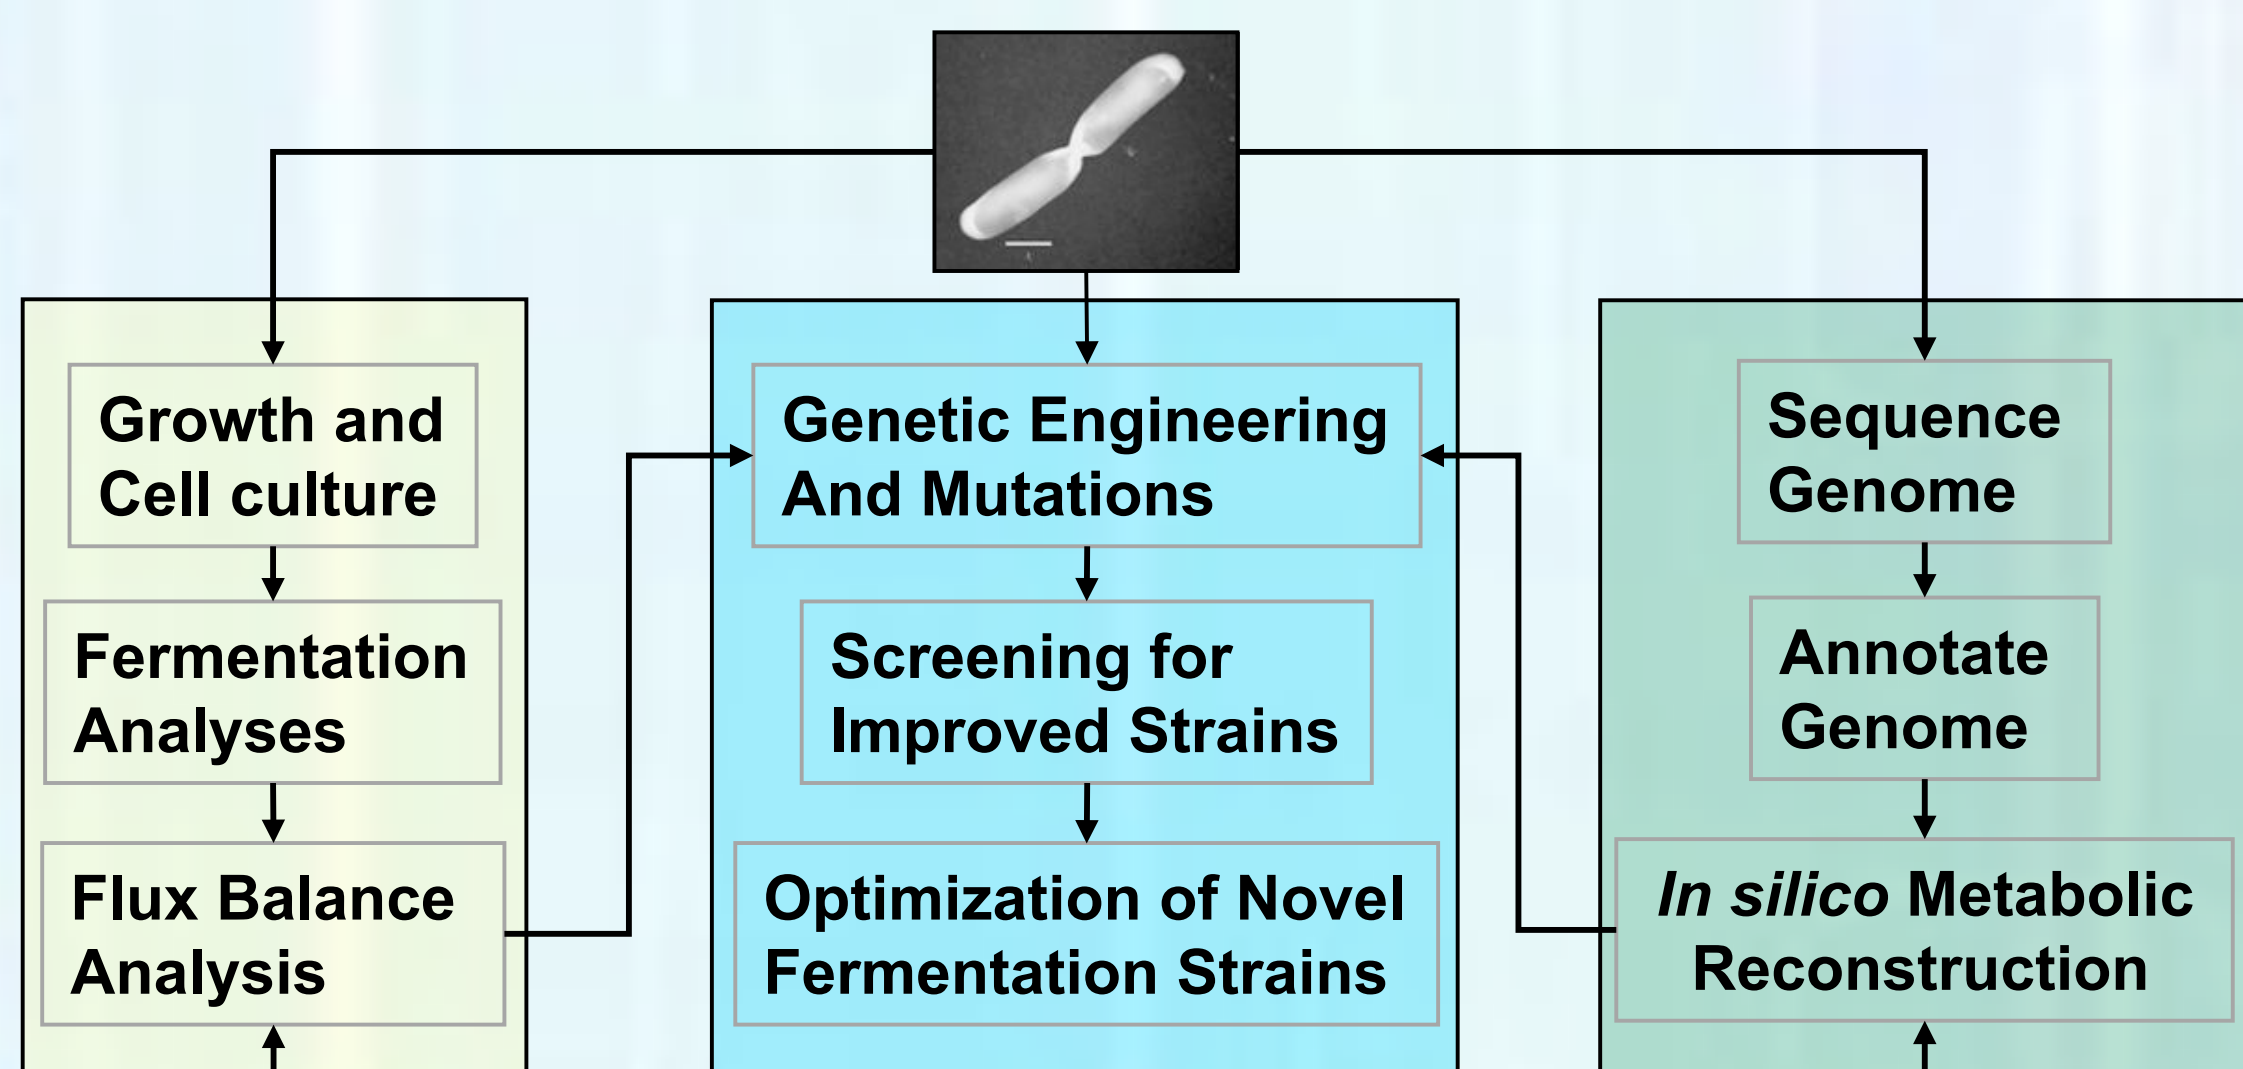 Growth and
Cell culture
Fermentation
Analyses
Flux Balance
Analysis
Genetic Engineering
And Mutations
Screening for
Improved Strains
Optimization of Novel
Fermentation Strains
Sequence
Genome
Annotate
Genome
In silico Metabolic
Reconstruction